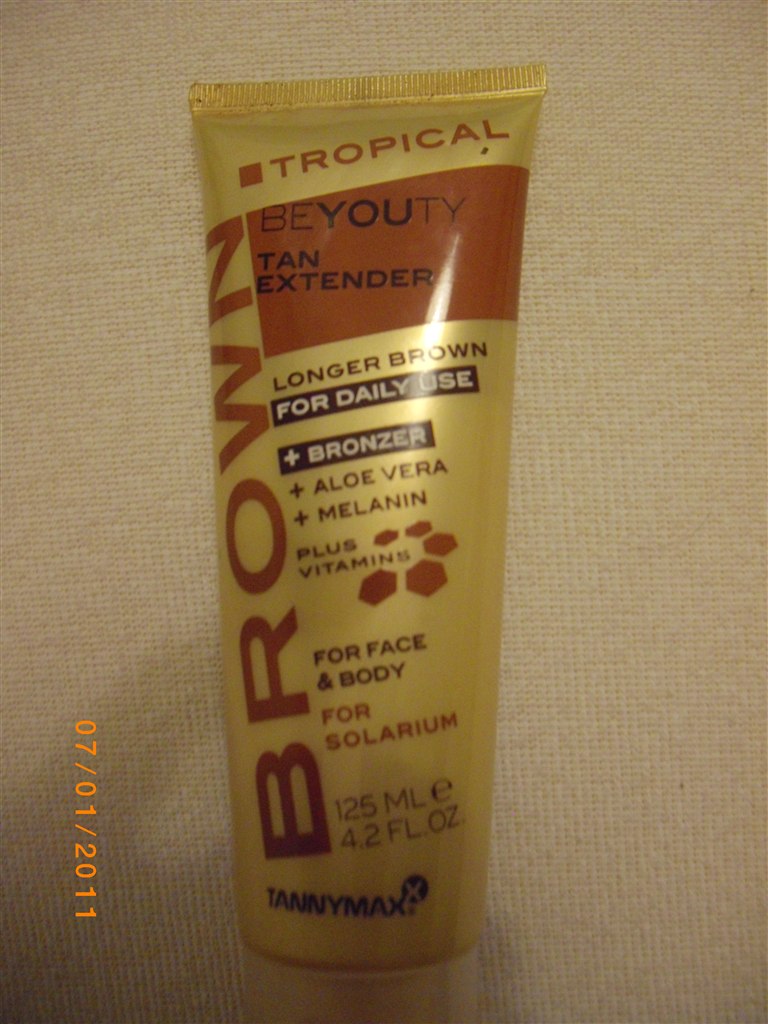 TROPICAL
BROWN
BEYOUTY
TAN
EXTENDER
LONGER BROWN
FOR DAILY USE
+ BRONZER
+ ALOE VERA
+ MELANIN
PLUS
VITAMINS
FOR FACE
& BODY
FOR
SOLARIUM
125 ML e
4.2 FL.OZ.
TANNYMAXX
07/01/2011